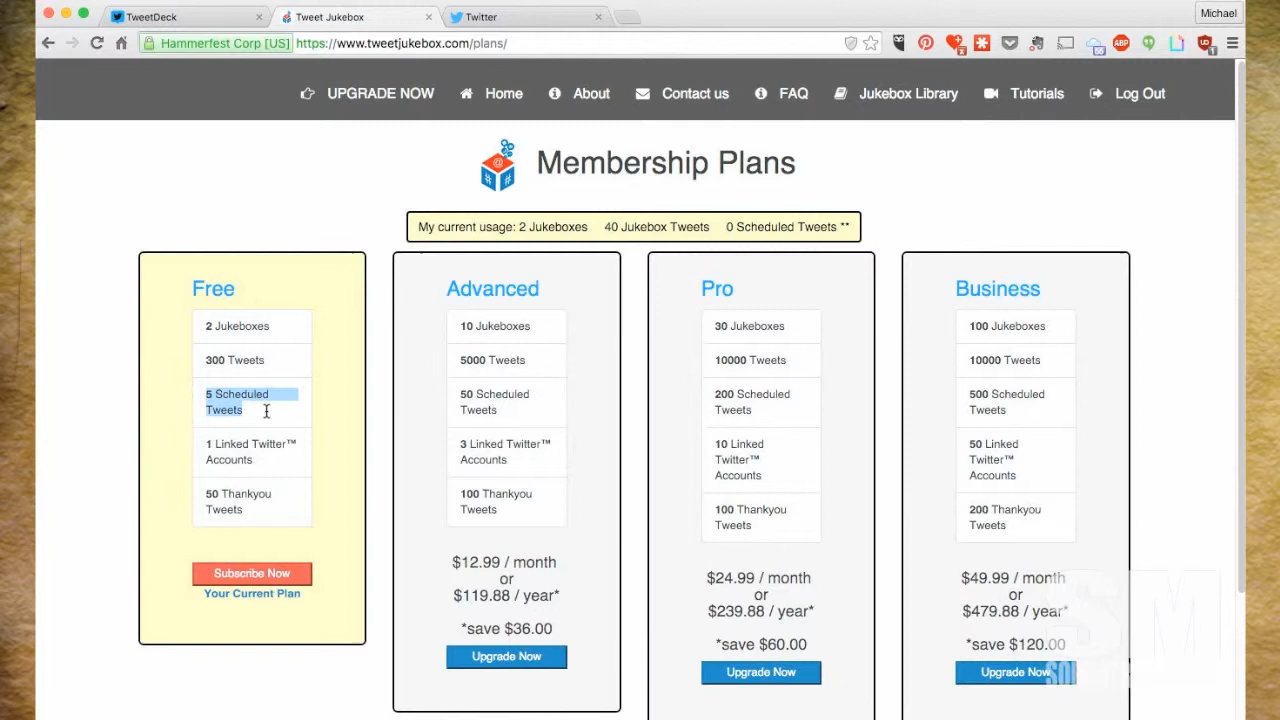 TweetDeck
Tweet Jukebox
Twitter
Michael
Hammerfest Corp [US] https://www.tweetjukebox.com/plans/
UPGRADE NOW Home About Contact us FAQ Jukebox Library Tutorials Log Out
Membership Plans
My current usage: 2 Jukeboxes 40 Jukebox Tweets 0 Scheduled Tweets **
Free
2 Jukeboxes
300 Tweets
5 Scheduled
Tweets
1 Linked Twitter™
Accounts
50 Thankyou
Tweets
Subscribe Now
Your Current Plan
Advanced
10 Jukeboxes
5000 Tweets
50 Scheduled
Tweets
3 Linked Twitter™
Accounts
100 Thankyou
Tweets
$12.99 / month
or
$119.88 / year*
*save $36.00
Upgrade Now
Pro
30 Jukeboxes
10000 Tweets
200 Scheduled
Tweets
10 Linked
Twitter™
Accounts
100 Thankyou
Tweets
$24.99 / month
or
$239.88 / year*
*save $60.00
Upgrade Now
Business
100 Jukeboxes
10000 Tweets
500 Scheduled
Tweets
50 Linked
Twitter™
Accounts
200 Thankyou
Tweets
$49.99 / month
or
$479.88 / year*
*save $120.00
Upgrade Now